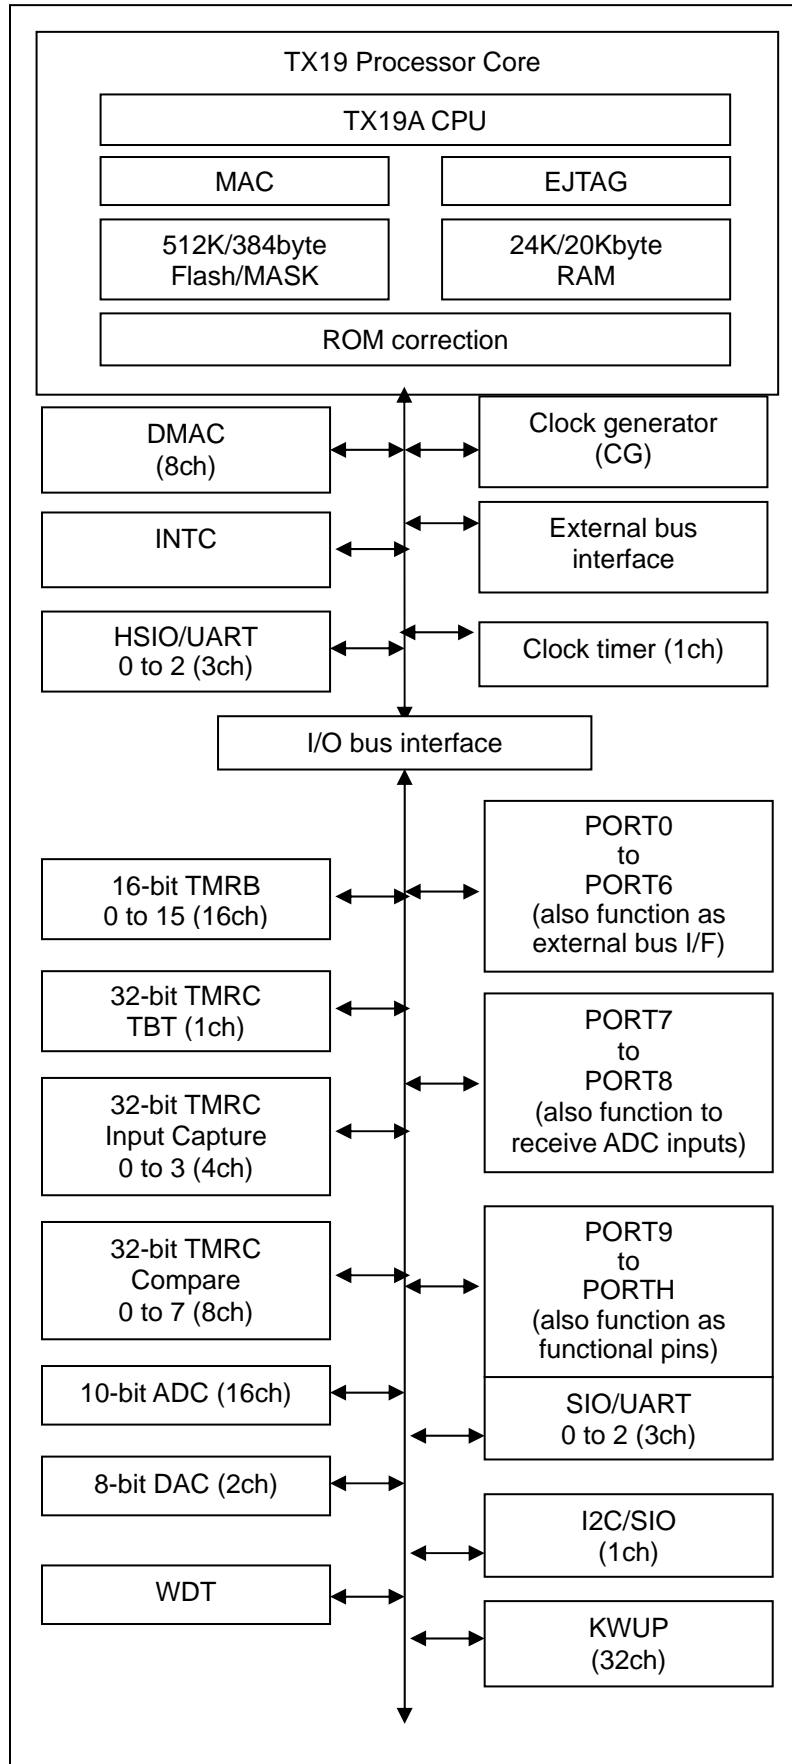 TX19 Processor Core
TX19A CPU
MAC
EJTAG
512K/384byte
Flash/MASK
24K/20Kbyte
RAM
ROM correction
DMAC
(8ch)
Clock generator
(CG)
INTC
External bus
interface
HSIO/UART
0 to 2 (3ch)
Clock timer (1ch)
I/O bus interface
PORT0
to
PORT6
(also function as
external bus I/F)
16-bit TMRB
0 to 15 (16ch)
32-bit TMRC
TBT (1ch)
PORT7
to
PORT8
(also function to
receive ADC inputs)
32-bit TMRC
Input Capture
0 to 3 (4ch)
32-bit TMRC
Compare
0 to 7 (8ch)
PORT9
to
PORTH
(also function as
functional pins)
10-bit ADC (16ch)
SIO/UART
0 to 2 (3ch)
8-bit DAC (2ch)
I2C/SIO
(1ch)
WDT
KWUP
(32ch)